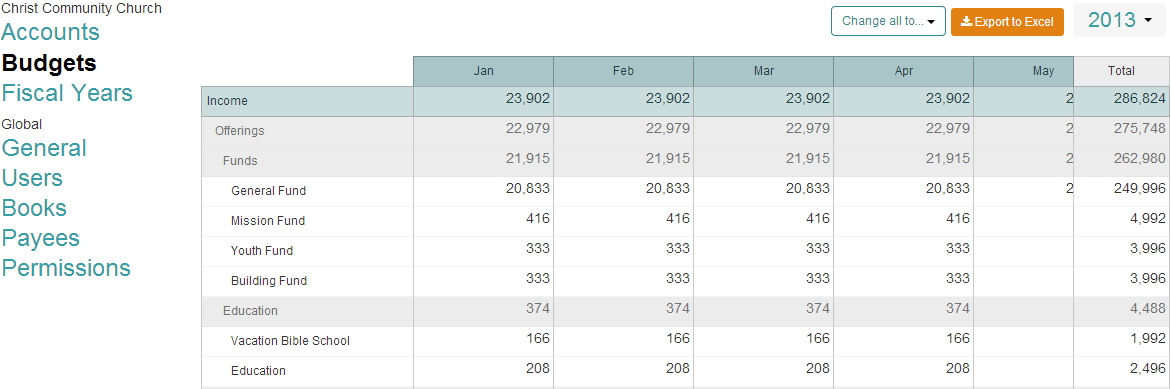 Christ Community Church
Accounts
Budgets
Fiscal Years
Global
General
Users
Books
Payees
Permissions
Change all to... Export to Excel 2013
Jan Feb Mar Apr May Total
Income 23,902 23,902 23,902 23,902 2 286,824
Offerings 22,979 22,979 22,979 22,979 2 275,748
Funds 21,915 21,915 21,915 21,915 2 262,980
General Fund 20,833 20,833 20,833 20,833 2 249,996
Mission Fund 416 416 416 416 4,992
Youth Fund 333 333 333 333 3,996
Building Fund 333 333 333 333 3,996
Education 374 374 374 374 4,488
Vacation Bible School 166 166 166 166 1,992
Education 208 208 208 208 2,496